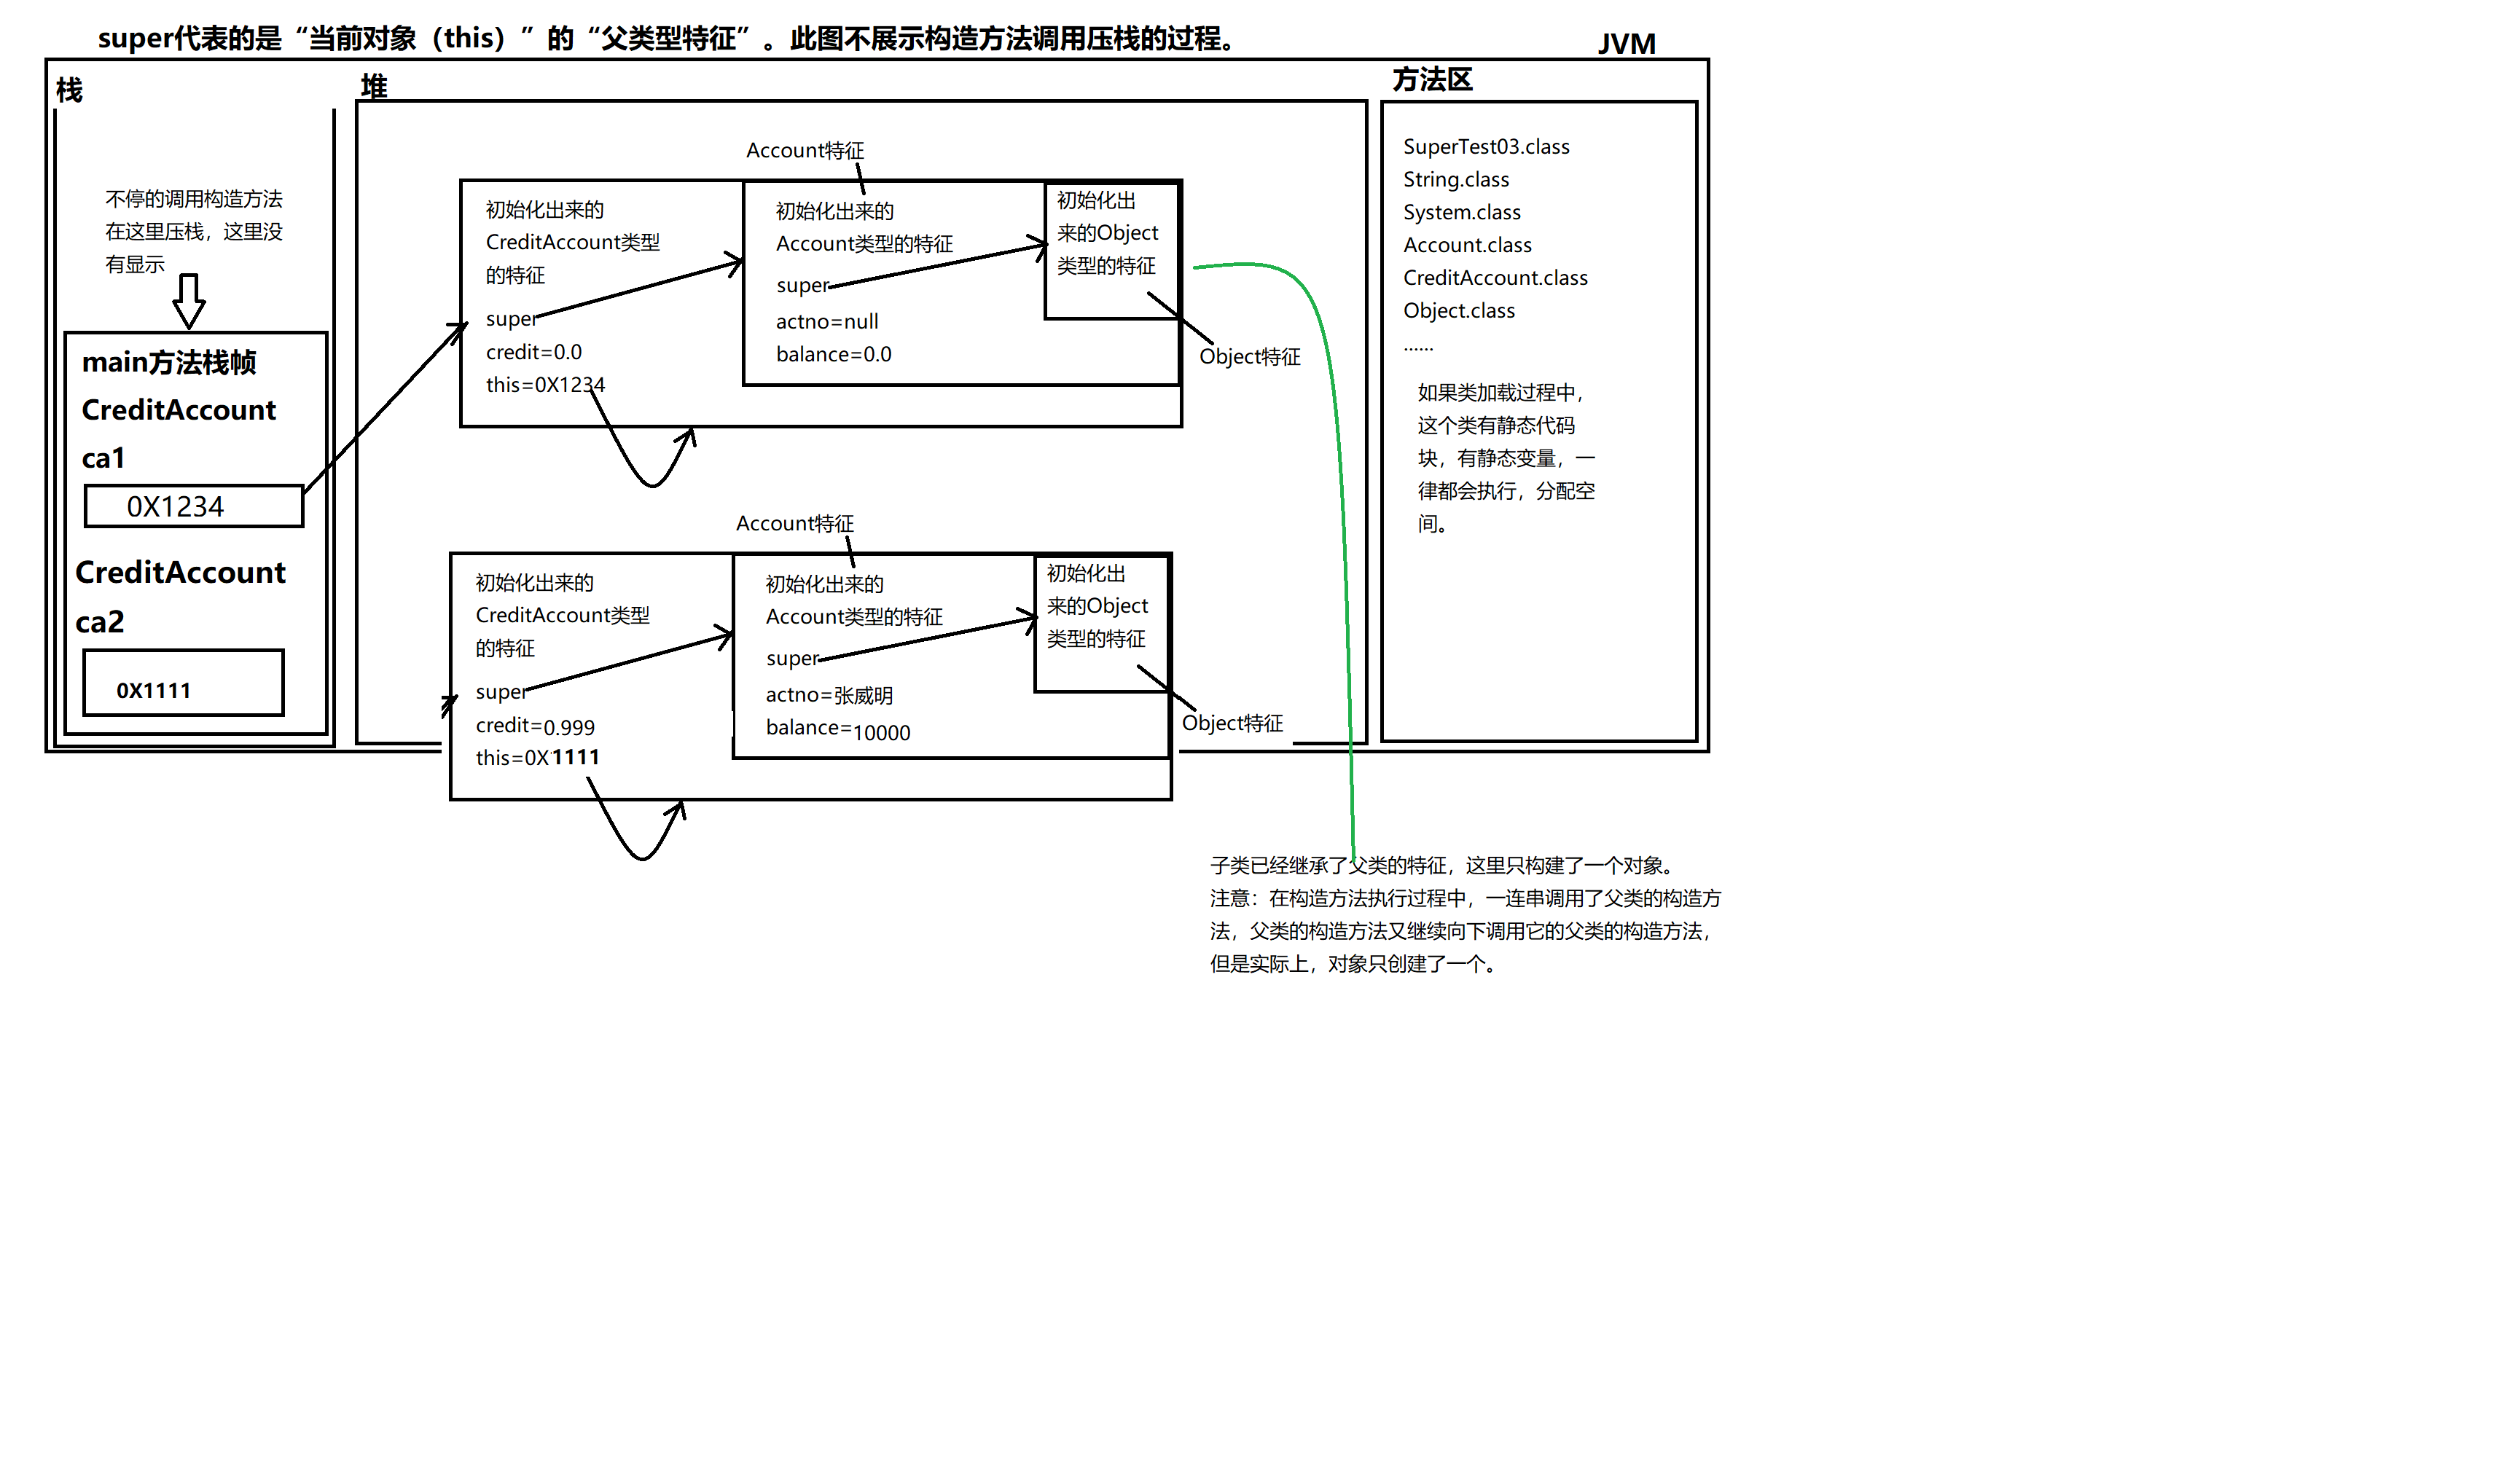 super代表的是“当前对象（this）”的“父类型特征”。此图不展示构造方法调用压栈的过程。
JVM
栈
堆
方法区
不停的调用构造方法
在这里压栈，这里没
有显示
main方法栈帧
CreditAccount
ca1
0X1234
CreditAccount
ca2
0X1111
Account特征
初始化出来的
CreditAccount类型
的特征
super
credit=0.0
this=0X1234
初始化出来的
Account类型的特征
super
actno=null
balance=0.0
初始化出
来的Object
类型的特征
Object特征
Account特征
初始化出来的
CreditAccount类型
的特征
super
credit=0.999
this=0X1111
初始化出来的
Account类型的特征
super
actno=张威明
balance=10000
初始化出
来的Object
类型的特征
Object特征
SuperTest03.class
String.class
System.class
Account.class
CreditAccount.class
Object.class
......
如果类加载过程中，
这个类有静态代码
块，有静态变量，一
律都会执行，分配空
间。
子类已经继承了父类的特征，这里只构建了一个对象。
注意：在构造方法执行过程中，一连串调用了父类的构造方
法，父类的构造方法又继续向下调用它的父类的构造方法，
但是实际上，对象只创建了一个。